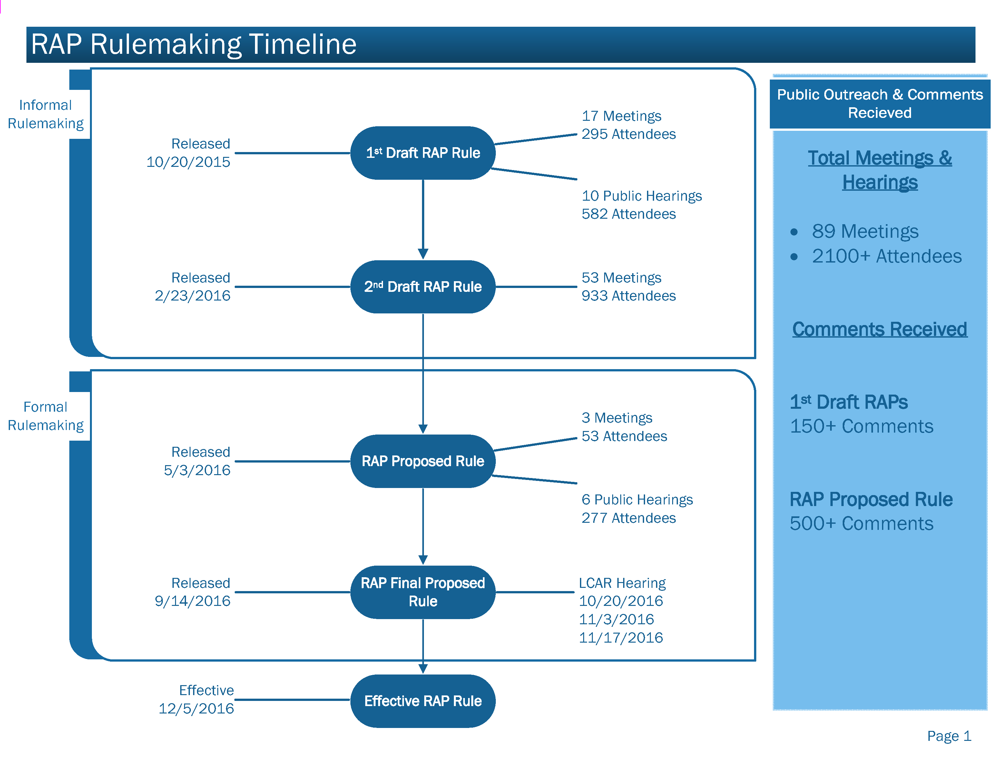 RAP Rulemaking Timeline
Informal
Rulemaking
Released
10/20/2015
1st Draft RAP Rule
17 Meetings
295 Attendees
10 Public Hearings
582 Attendees
Released
2/23/2016
2nd Draft RAP Rule
53 Meetings
933 Attendees
Formal
Rulemaking
Released
5/3/2016
RAP Proposed Rule
3 Meetings
53 Attendees
6 Public Hearings
277 Attendees
Released
9/14/2016
RAP Final Proposed
Rule
LCAR Hearing
10/20/2016
11/3/2016
11/17/2016
Effective
12/5/2016
Effective RAP Rule
Public Outreach & Comments
Recieved
Total Meetings &
Hearings
• 89 Meetings
• 2100+ Attendees
Comments Received
1st Draft RAPs
150+ Comments
RAP Proposed Rule
500+ Comments
Page 1